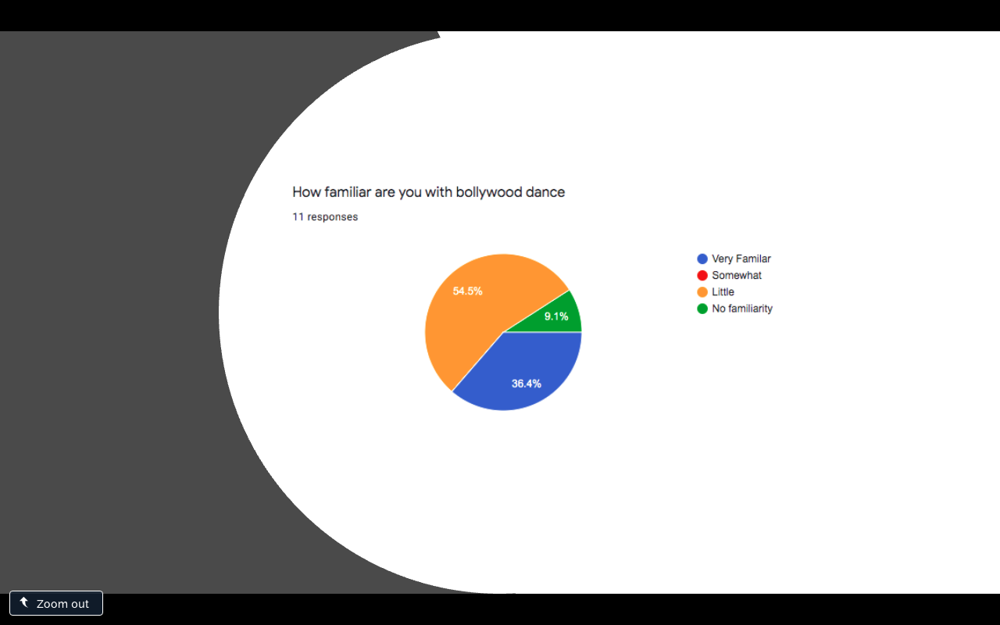 How familiar are you with bollywood dance
11 responses
54.5%
9.1%
36.4%
Very Familar
Somewhat
Little
No familiarity
Zoom out